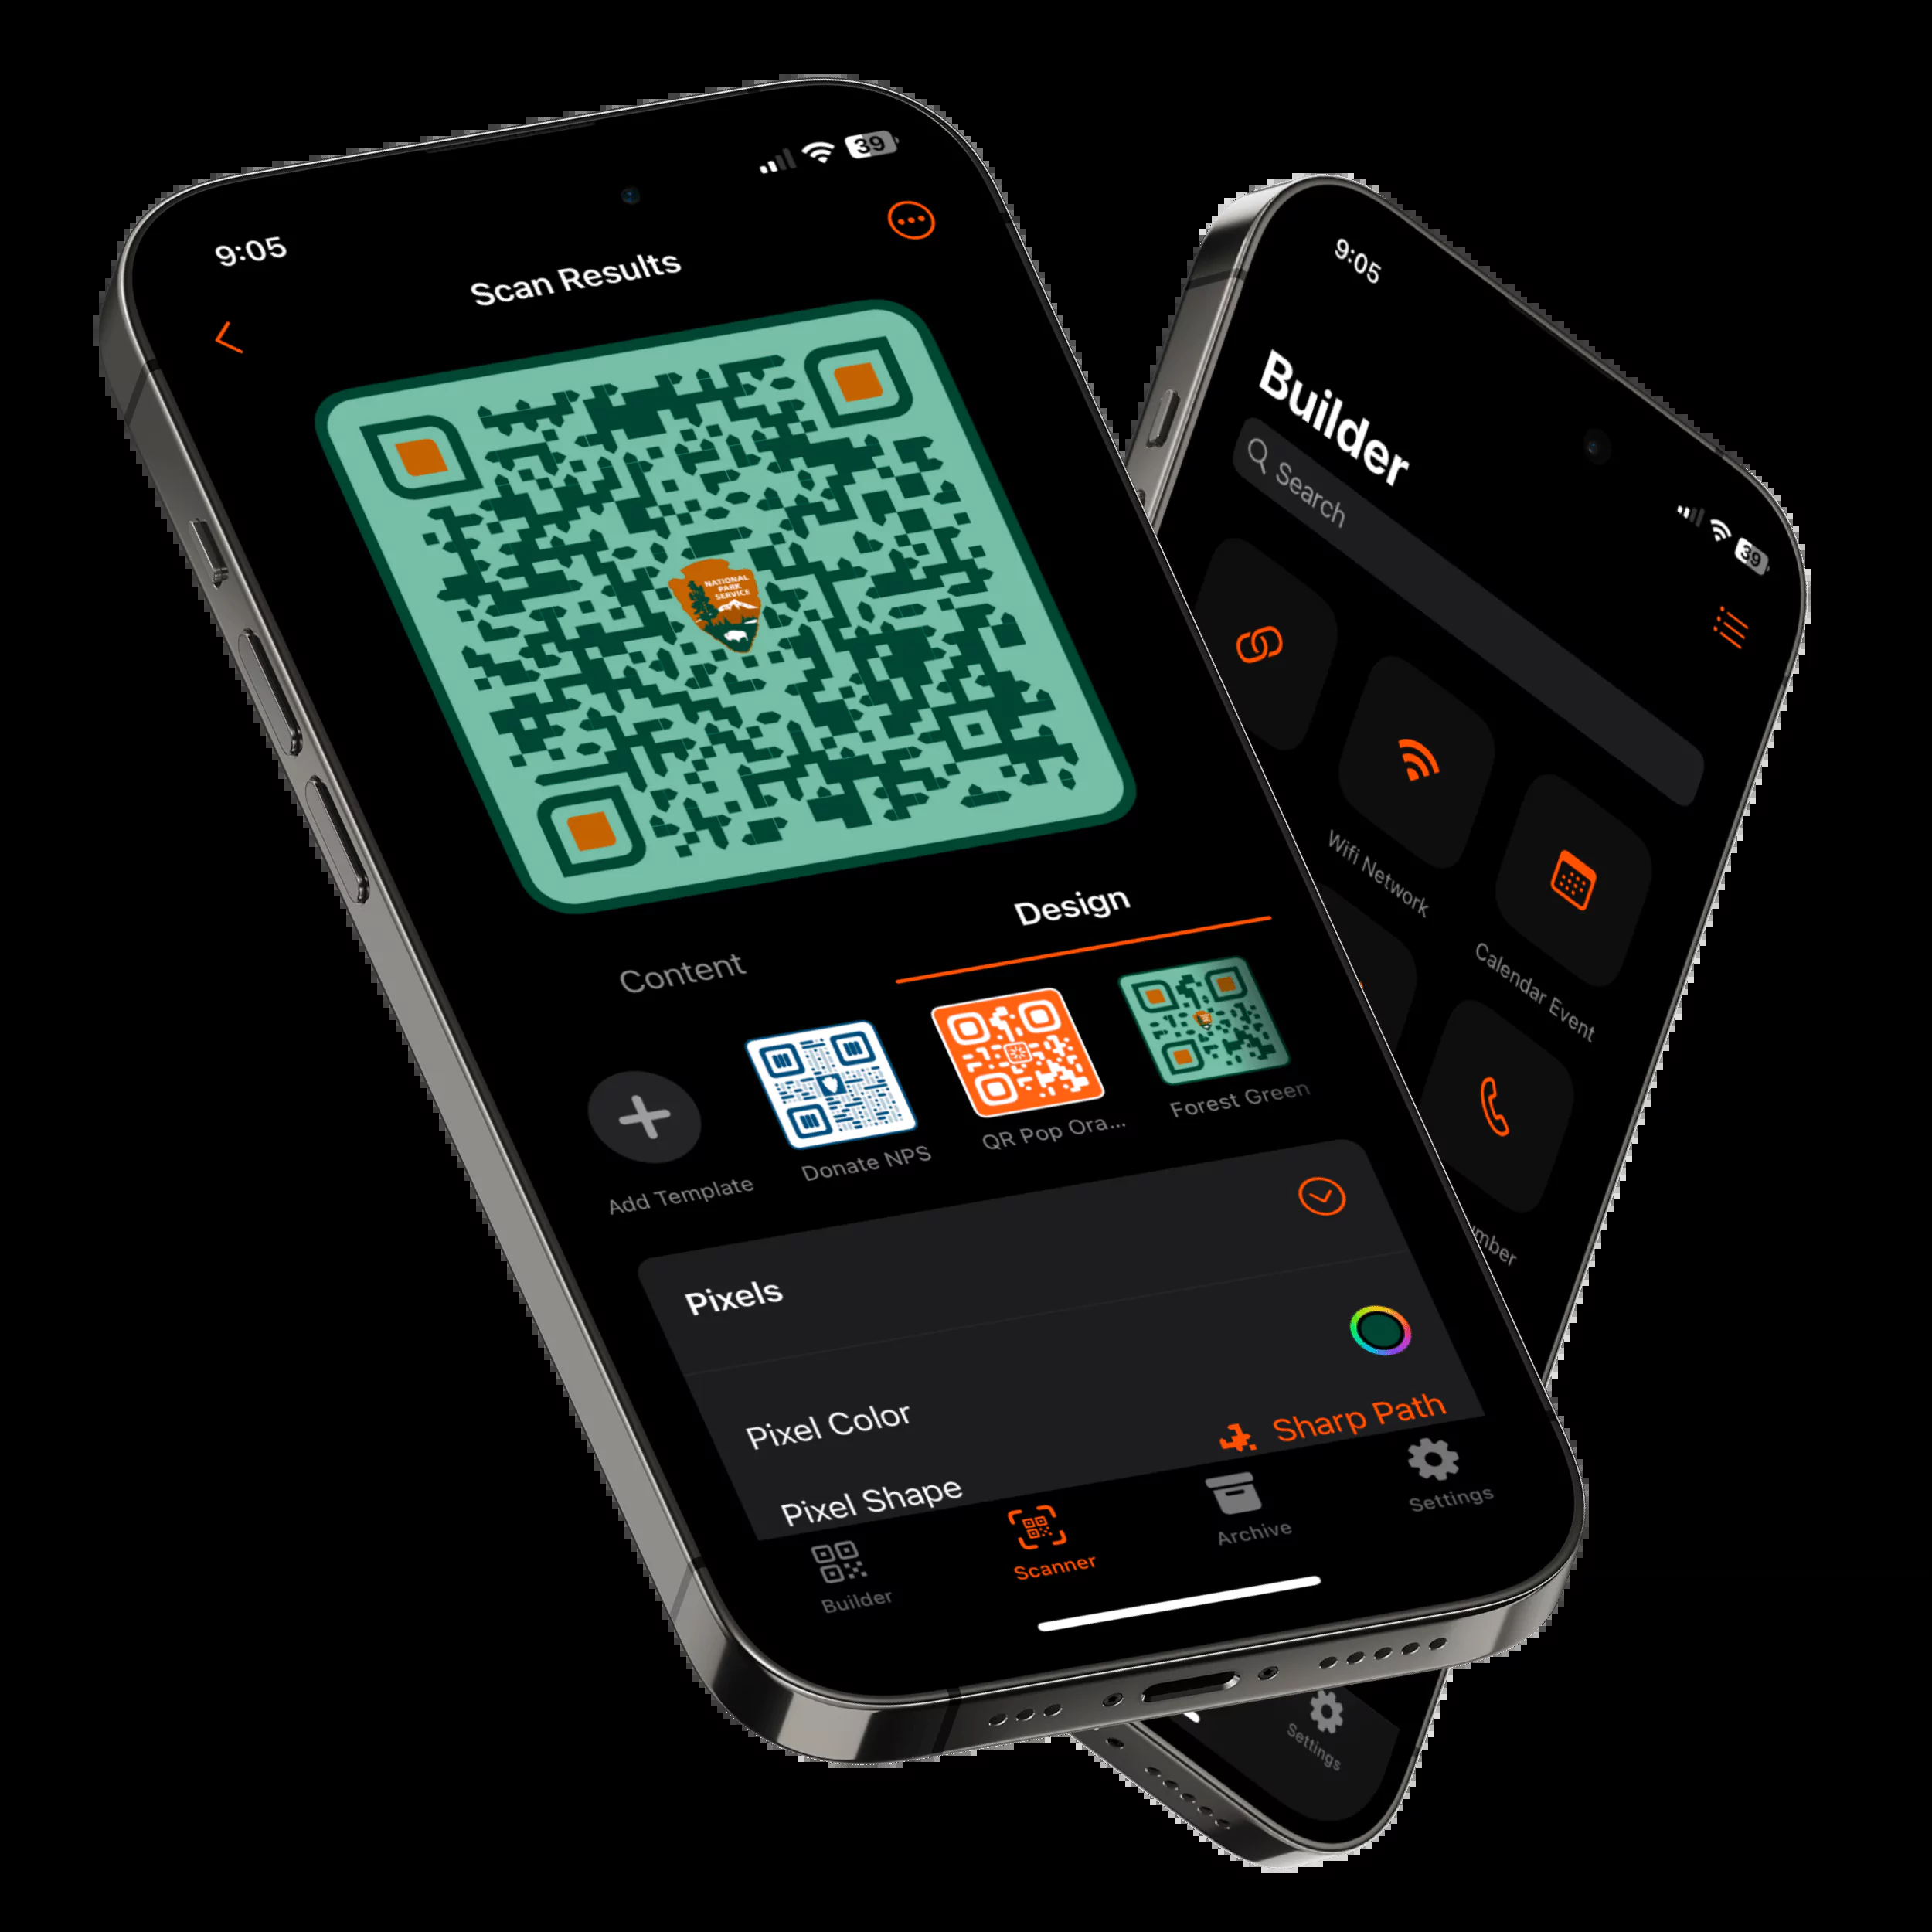 9:05
39
Scan Results
NATIONAL
PARK
SERVICE
Content
Design
Add Template
Donate NPS
QR Pop Ora...
Forest Green
Pixels
Pixel Color
Pixel Shape
Sharp Path
Builder
Scanner
Archive
Settings
9:05
39
Builder
Search
Wifi Network
Calendar Event
umber
Settings